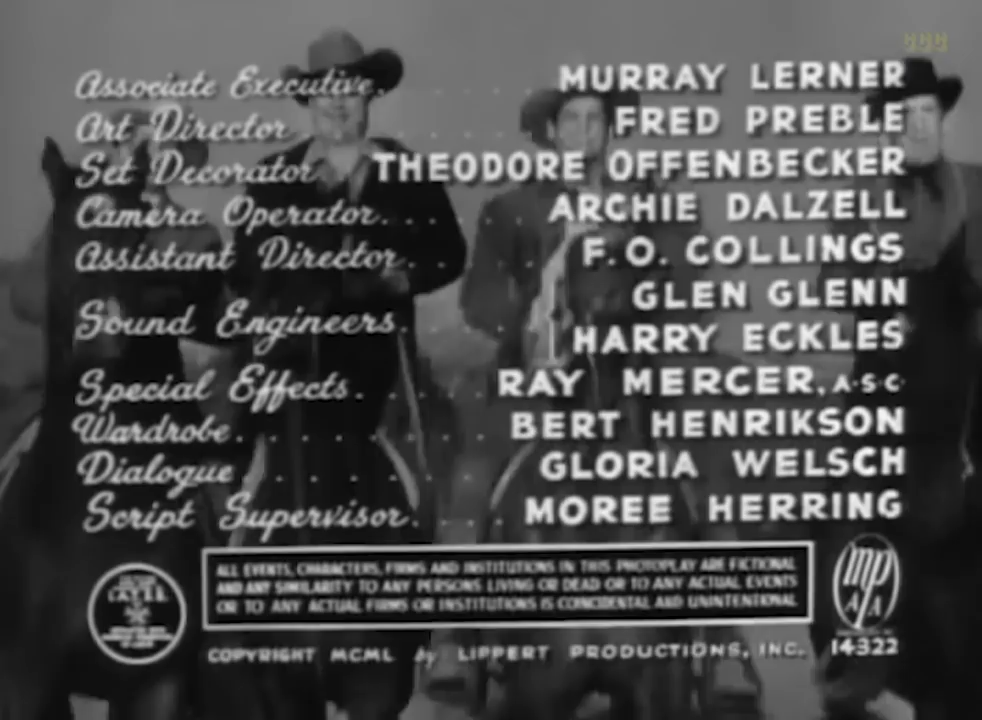 GGG
Associate Executive. . . . . . MURRAY LERNER
Art Director . . . . . . FRED PREBLE
Set Decorator . . THEODORE OFFENBECKER
Camera Operator. . . . . . ARCHIE DALZELL
Assistant Director. . . . . F. O. COLLINGS
GLEN GLENN
Sound Engineers. . . . . .
HARRY ECKLES
Special Effects. . . . . RAY MERCER, A·S·C·
Wardrobe. . . . . . . . BERT HENRIKSON
Dialogue . . . . . . . GLORIA WELSCH
Script Supervisor. . . . MOREE HERRING
ALL EVENTS, CHARACTERS, FIRMS AND INSTITUTIONS IN THIS PHOTOPLAY ARE FICTIONAL
AND ANY SIMILARITY TO ANY PERSONS LIVING OR DEAD OR TO ANY ACTUAL EVENTS
OR TO ANY ACTUAL FIRMS OR INSTITUTIONS IS COINCIDENTAL AND UNINTENTIONAL
I.A.T.S.E.
MPAA
14322
COPYRIGHT MCML by LIPPERT PRODUCTIONS, INC.